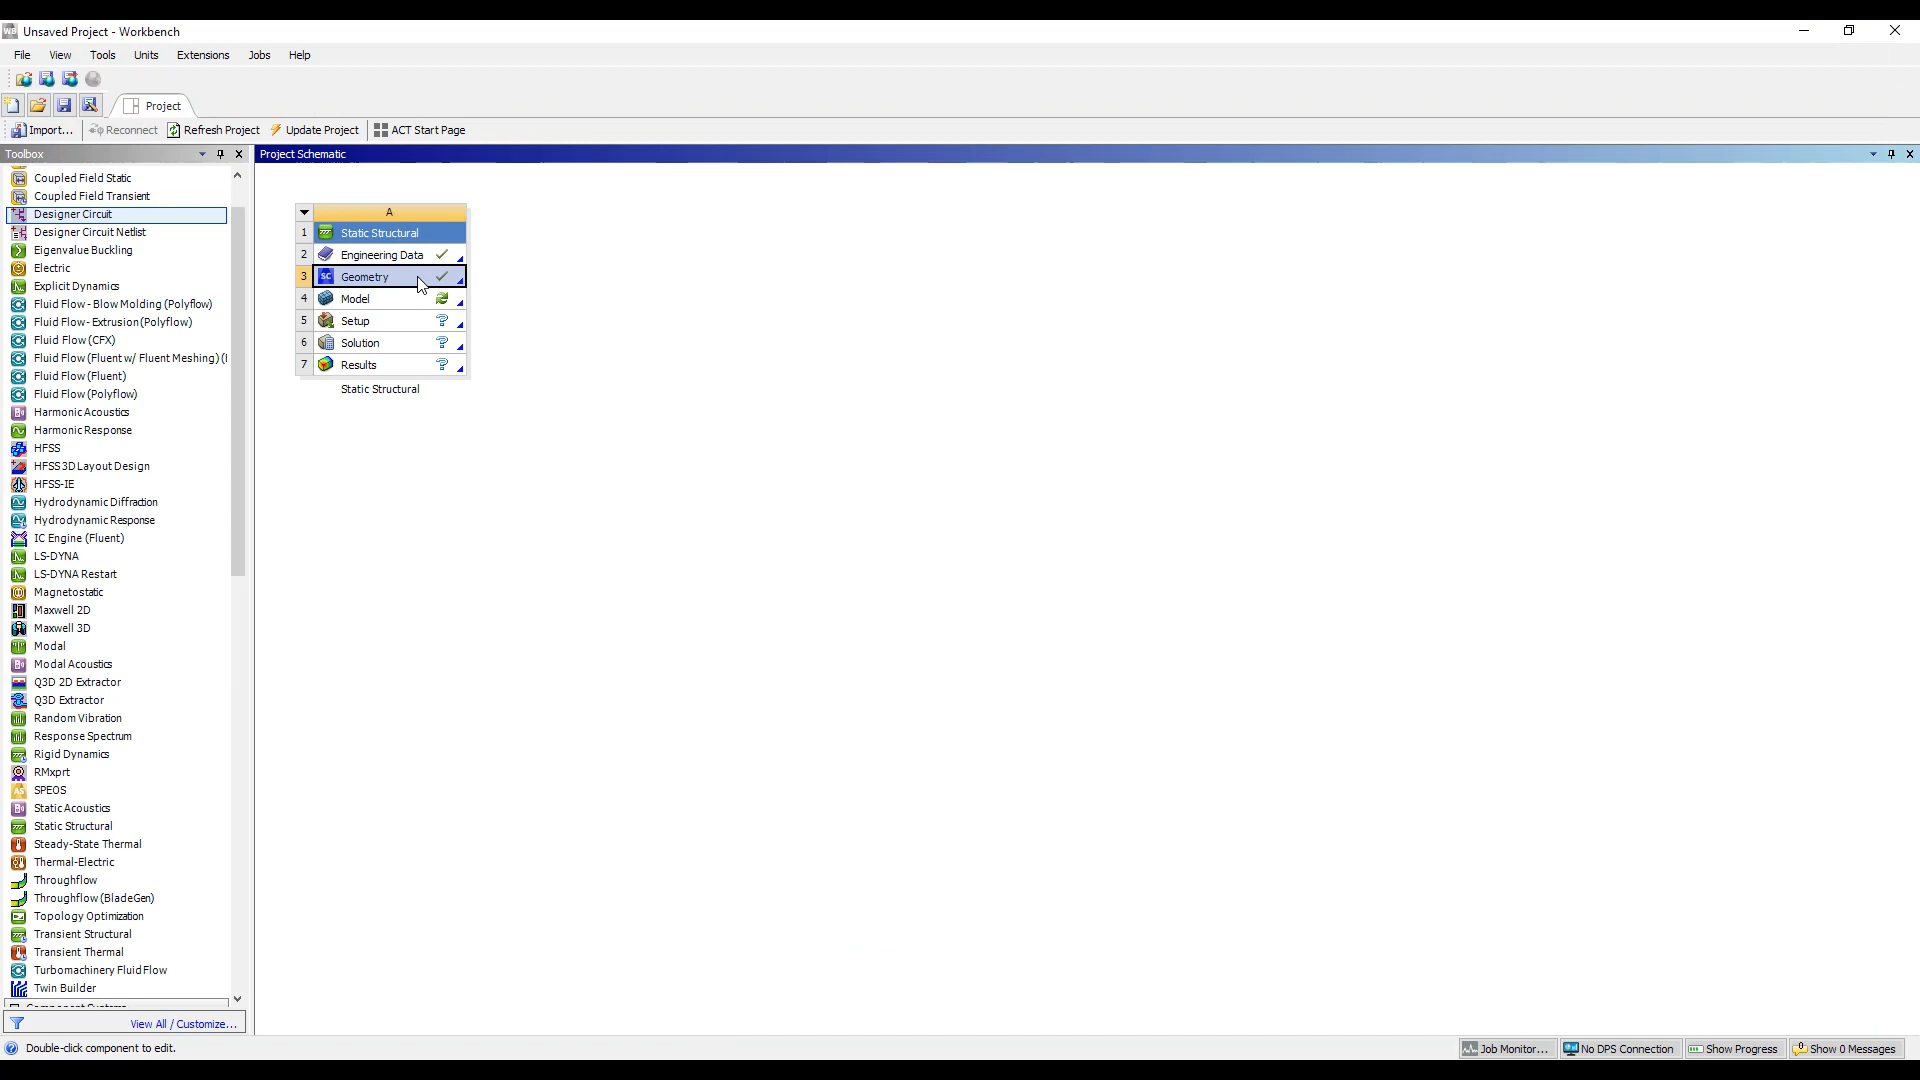 Unsaved Project - Workbench
File View Tools Units Extensions Jobs Help
Project
Import... Reconnect Refresh Project Update Project ACT Start Page
Toolbox
Project Schematic
Coupled Field Static
Coupled Field Transient
Designer Circuit
Designer Circuit Netlist
Eigenvalue Buckling
Electric
Explicit Dynamics
Fluid Flow - Blow Molding (Polyflow)
Fluid Flow- Extrusion (Polyflow)
Fluid Flow (CFX)
Fluid Flow (Fluent w/ Fluent Meshing) (
Fluid Flow (Fluent)
Fluid Flow (Polyflow)
Harmonic Acoustics
Harmonic Response
HFSS
HFSS 3D Layout Design
HFSS-IE
Hydrodynamic Diffraction
Hydrodynamic Response
IC Engine (Fluent)
LS-DYNA
LS-DYNA Restart
Magnetostatic
Maxwell 2D
Maxwell 3D
Modal
Modal Acoustics
Q3D 2D Extractor
Q3D Extractor
Random Vibration
Response Spectrum
Rigid Dynamics
RMxprt
SPEOS
Static Acoustics
Static Structural
Steady-State Thermal
Thermal-Electric
Throughflow
Throughflow (BladeGen)
Topology Optimization
Transient Structural
Transient Thermal
Turbomachinery Fluid Flow
Twin Builder
View All / Customize...
A
1 Static Structural
2 Engineering Data
3 SC Geometry
4 Model
5 Setup ?
6 Solution ?
7 Results ?
Static Structural
Double-click component to edit.
Job Monitor... No DPS Connection Show Progress Show 0 Messages